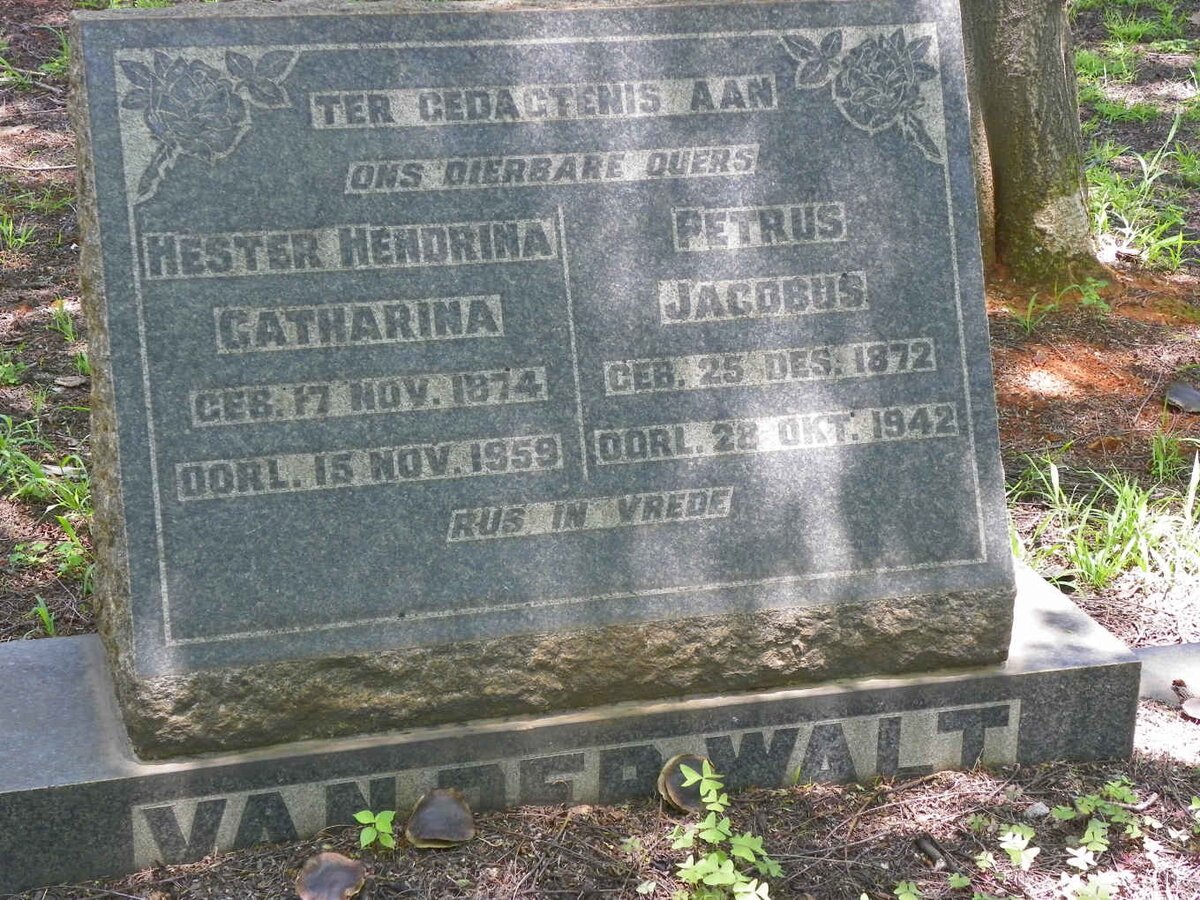 TER GEDAGTENIS AAN
ONS DIERBARE OUERS
HESTER HENDRINA
CATHARINA
GEB. 17 NOV. 1874
OORL. 15 NOV. 1959
PETRUS
JACOBUS
GEB. 25 DES. 1872
OORL. 28 OKT. 1942
RUS IN VREDE
VAN DER WALT